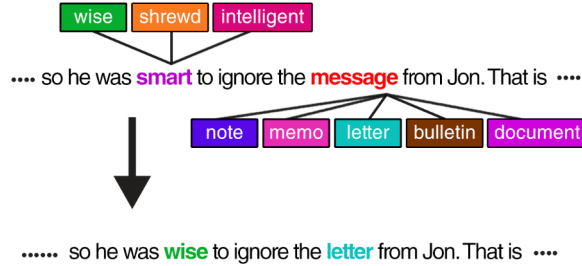 wise shrewd intelligent
.... so he was smart to ignore the message from Jon. That is ....
note memo letter bulletin document
...... so he was wise to ignore the letter from Jon. That is ....